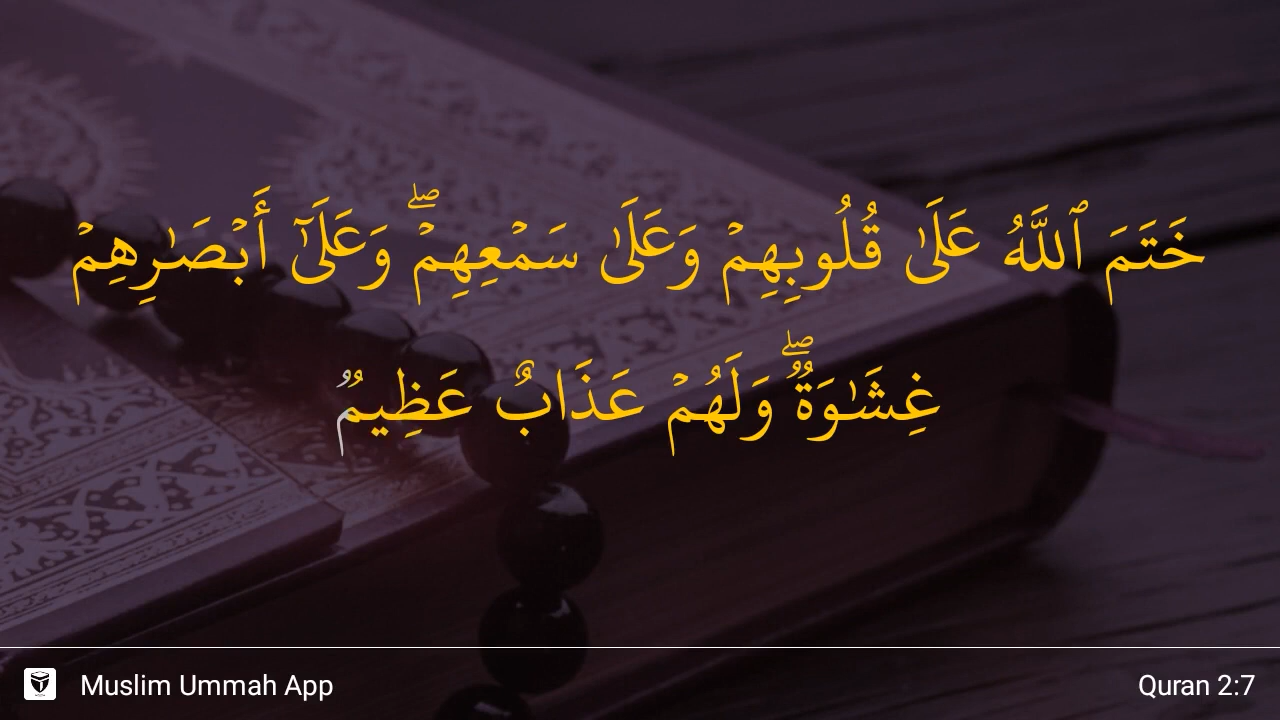 خَتَمَ ٱللَّهُ عَلَىٰ قُلُوبِهِمْ وَعَلَىٰ سَمْعِهِمْ ۖ وَعَلَىٰٓ أَبْصَـٰرِهِمْ
غِشَـٰوَةٌ ۖ وَلَهُمْ عَذَابٌ عَظِيمٌ
Muslim Ummah App
Quran 2:7